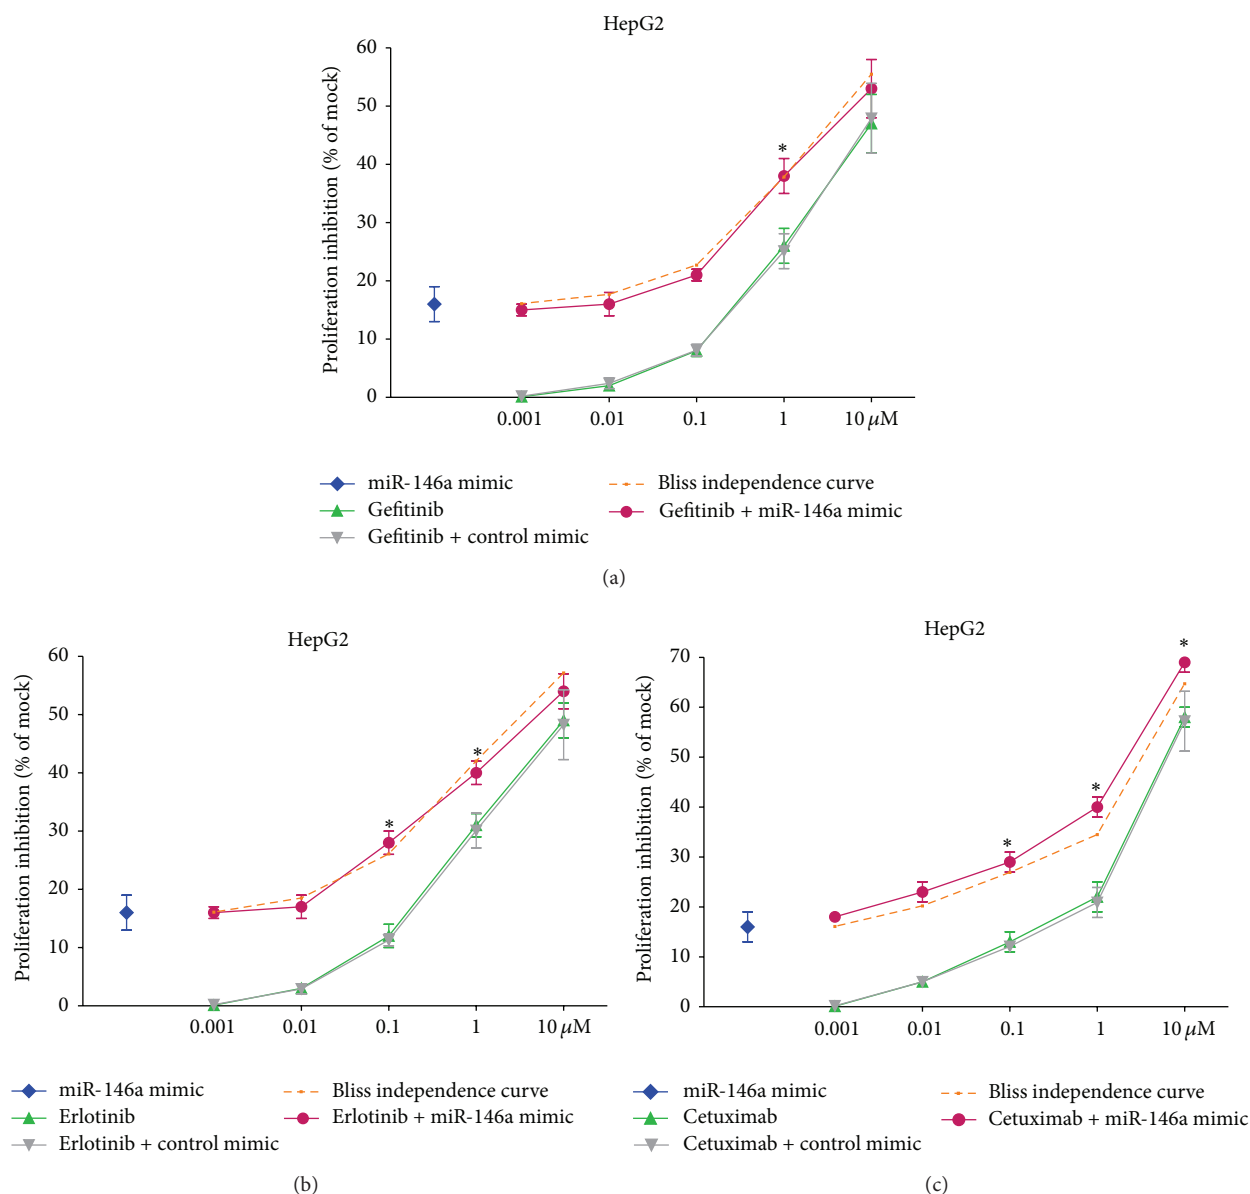 HepG2
Proliferation inhibition (% of mock)
60
50
40
30
20
10
0
*
0.001 0.01 0.1 1 10 μM
miR-146a mimic
Gefitinib
Gefitinib + control mimic
Bliss independence curve
Gefitinib + miR-146a mimic
(a)
HepG2
Proliferation inhibition (% of mock)
60
50
40
30
20
10
0
* *
0.001 0.01 0.1 1 10 μM
miR-146a mimic
Erlotinib
Erlotinib + control mimic
Bliss independence curve
Erlotinib + miR-146a mimic
(b)
HepG2
Proliferation inhibition (% of mock)
70
60
50
40
30
20
10
0
* * *
0.001 0.01 0.1 1 10 μM
miR-146a mimic
Cetuximab
Cetuximab + control mimic
Bliss independence curve
Cetuximab + miR-146a mimic
(c)